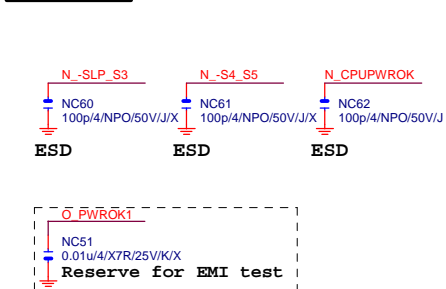 N_-SLP_S3
N_-S4_S5
N_CPUPWROK
NC60
100p/4/NPO/50V/J/X
NC61
100p/4/NPO/50V/J/X
NC62
100p/4/NPO/50V/J
ESD
ESD
ESD
O_PWROK1
NC51
0.01u/4/X7R/25V/K/X
Reserve for EMI test